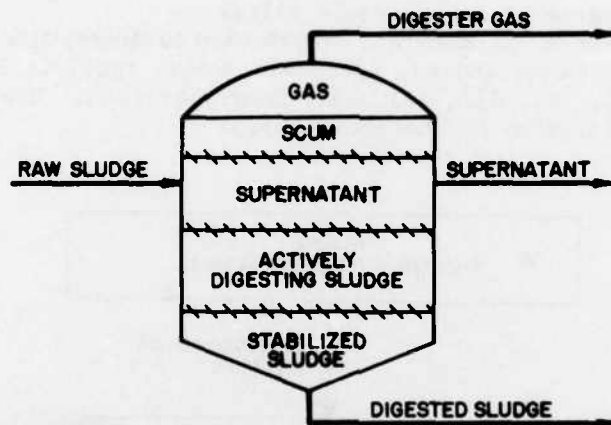 DIGESTER GAS
GAS
SCUM
RAW SLUDGE
SUPERNATANT
SUPERNATANT
ACTIVELY
DIGESTING SLUDGE
STABILIZED
SLUDGE
DIGESTED SLUDGE